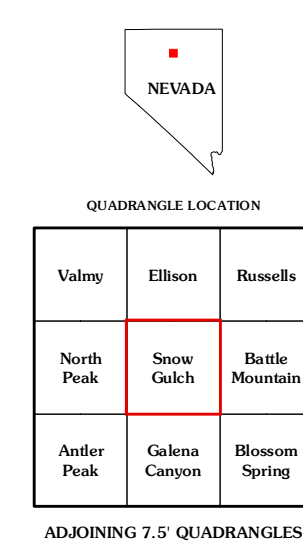 NEVADA
QUADRANGLE LOCATION
Valmy
Ellison
Russells
North
Peak
Snow
Gulch
Battle
Mountain
Antler
Peak
Galena
Canyon
Blossom
Spring
ADJOINING 7.5' QUADRANGLES